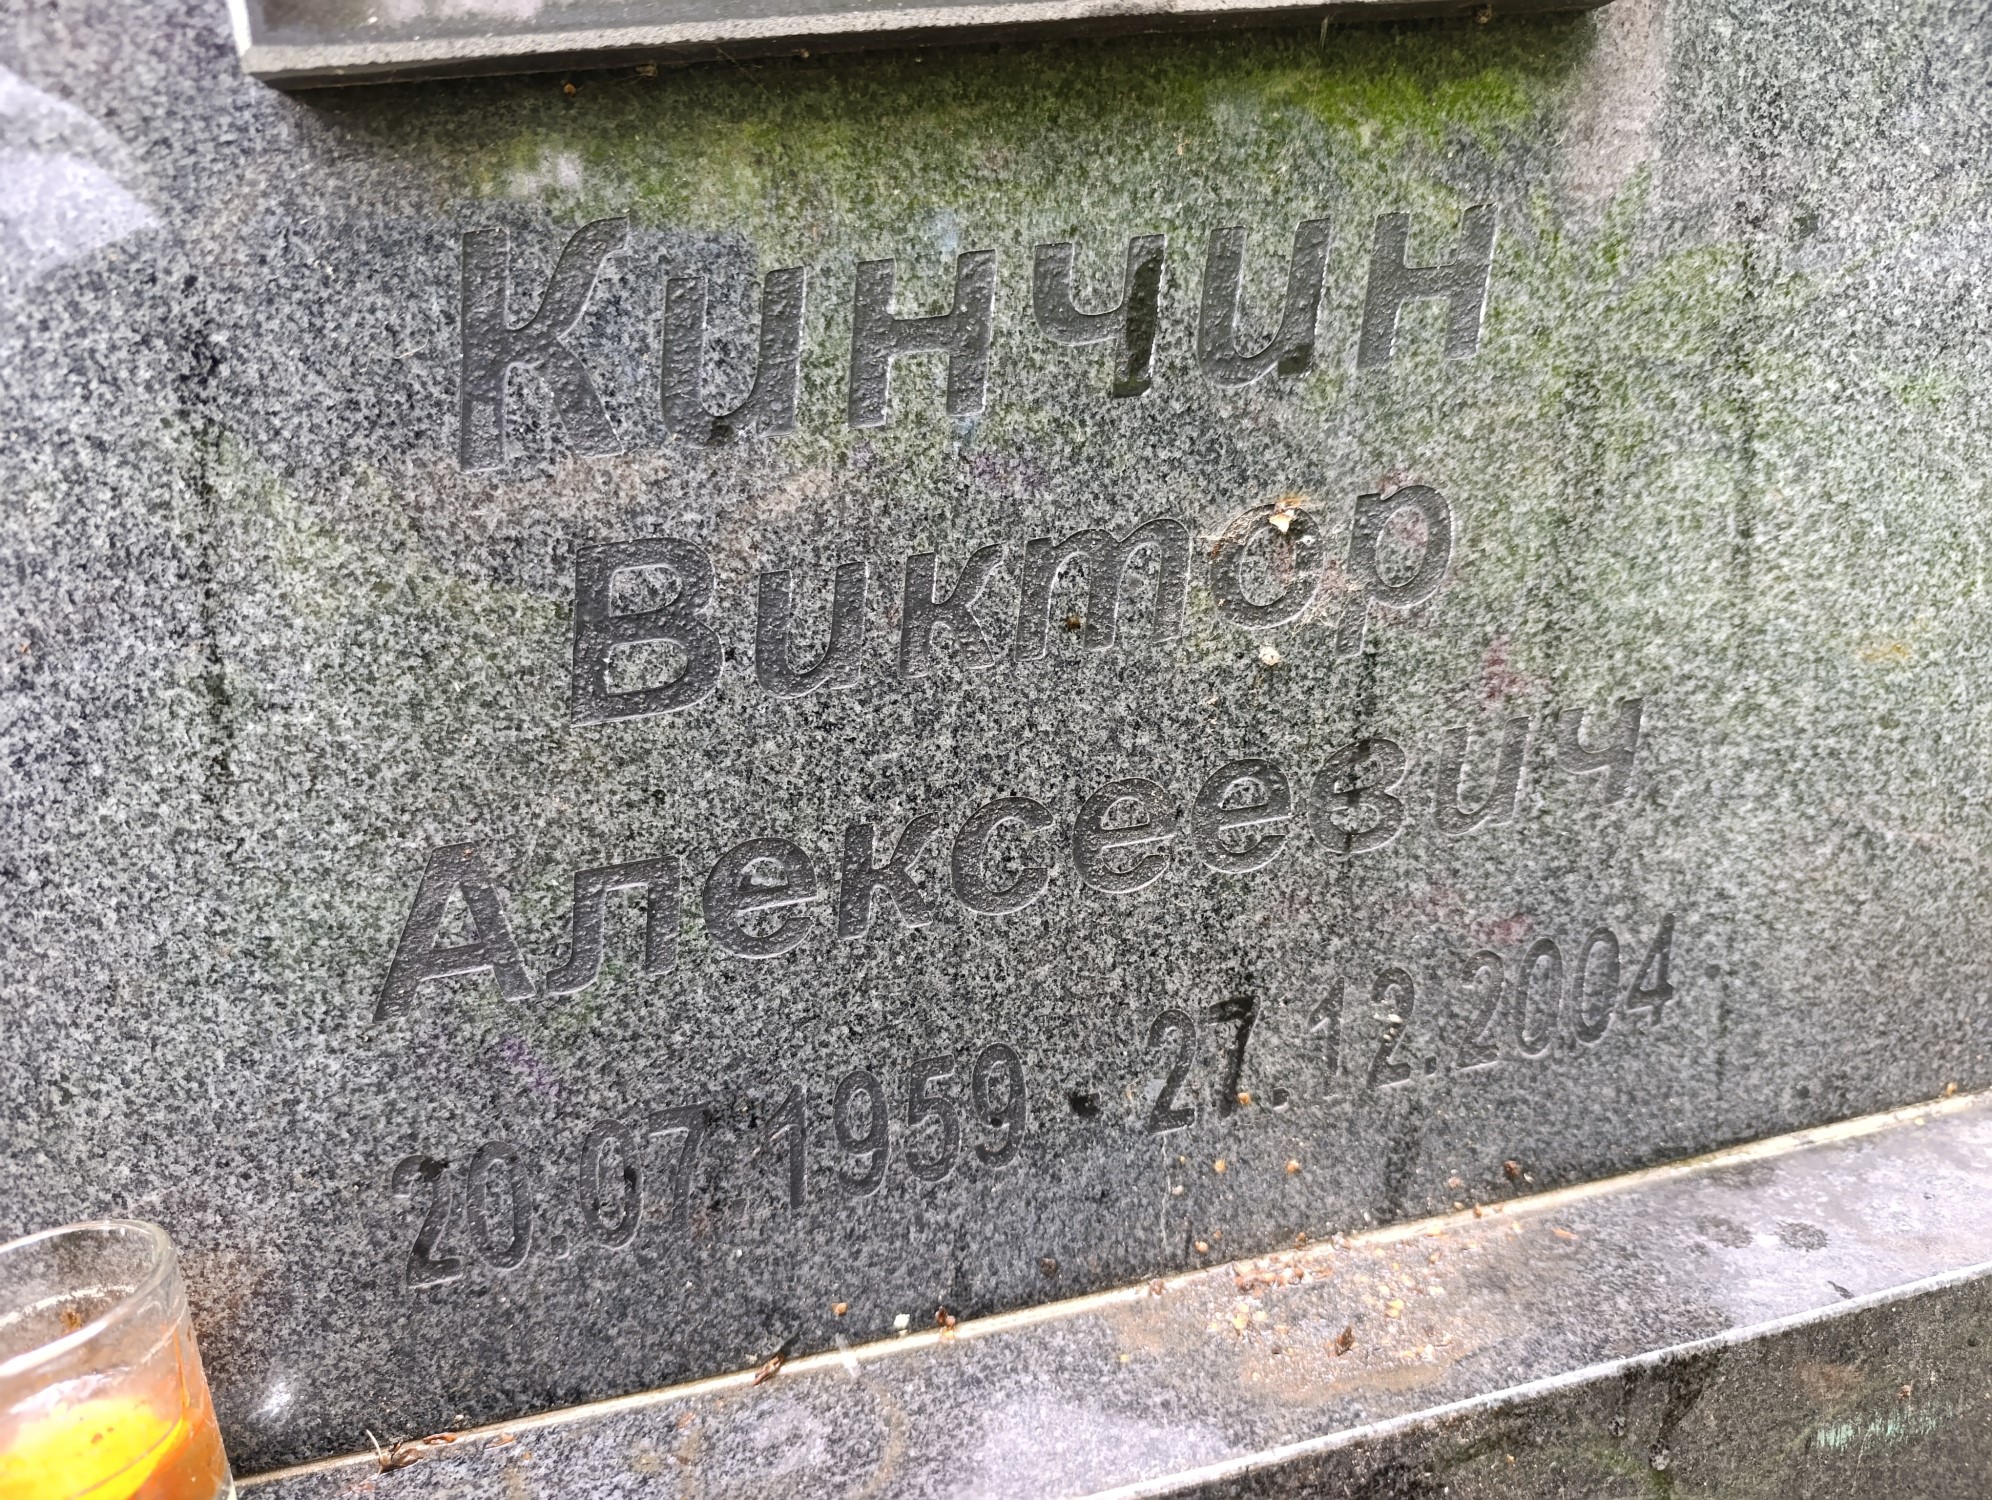 Кинчин
Виктор
Алексеевич
20.07.1959 - 27.12.2004